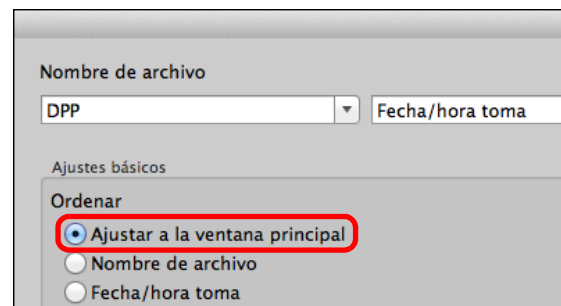 Nombre de archivo
DPP Fecha/hora toma
Ajustes básicos
Ordenar
Ajustar a la ventana principal
Nombre de archivo
Fecha/hora toma